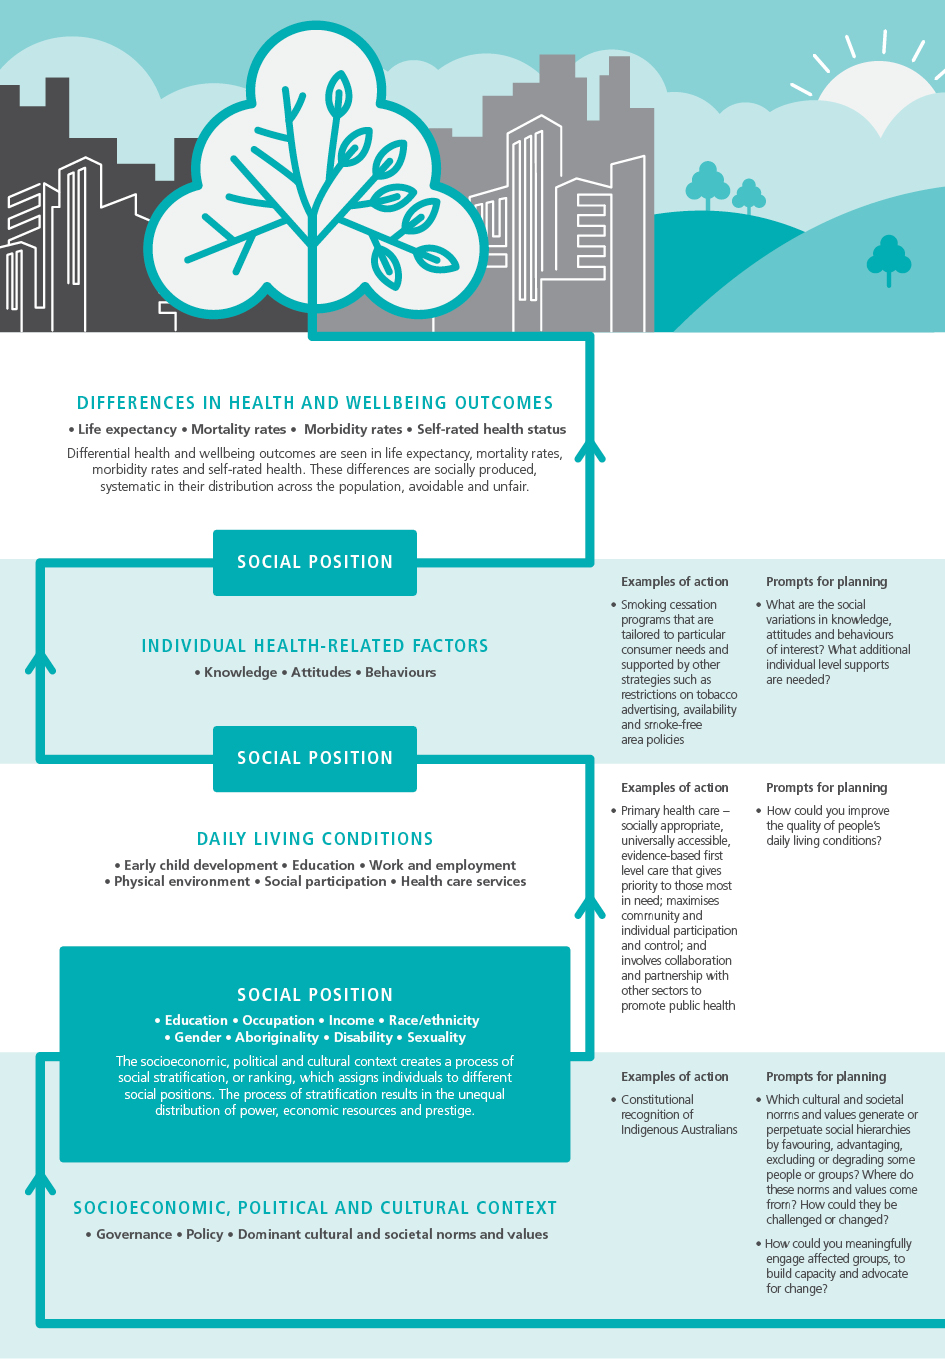 DIFFERENCES IN HEALTH AND WELLBEING OUTCOMES
• Life expectancy • Mortality rates • Morbidity rates • Self-rated health status
Differential health and wellbeing outcomes are seen in life expectancy, mortality rates,
morbidity rates and self-rated health. These differences are socially produced,
systematic in their distribution across the population, avoidable and unfair.
SOCIAL POSITION
INDIVIDUAL HEALTH-RELATED FACTORS
• Knowledge • Attitudes • Behaviours
Examples of action
• Smoking cessation
programs that are
tailored to particular
consumer needs and
supported by other
strategies such as
restrictions on tobacco
advertising, availability
and smoke-free
area policies
Prompts for planning
• What are the social
variations in knowledge,
attitudes and behaviours
of interest? What additional
individual level supports
are needed?
SOCIAL POSITION
DAILY LIVING CONDITIONS
• Early child development • Education • Work and employment
• Physical environment • Social participation • Health care services
Examples of action
• Primary health care –
socially appropriate,
universally accessible,
evidence-based first
level care that gives
priority to those most
in need; maximises
community and
individual participation
and control; and
involves collaboration
and partnership with
other sectors to
promote public health
Prompts for planning
• How could you improve
the quality of people's
daily living conditions?
SOCIAL POSITION
• Education • Occupation • Income • Race/ethnicity
• Gender • Aboriginality • Disability • Sexuality
The socioeconomic, political and cultural context creates a process of
social stratification, or ranking, which assigns individuals to different
social positions. The process of stratification results in the unequal
distribution of power, economic resources and prestige.
SOCIOECONOMIC, POLITICAL AND CULTURAL CONTEXT
• Governance • Policy • Dominant cultural and societal norms and values
Examples of action
• Constitutional
recognition of
Indigenous Australians
Prompts for planning
• Which cultural and societal
norms and values generate or
perpetuate social hierarchies
by favouring, advantaging,
excluding or degrading some
people or groups? Where do
these norms and values come
from? How could they be
challenged or changed?
• How could you meaningfully
engage affected groups, to
build capacity and advocate
for change?